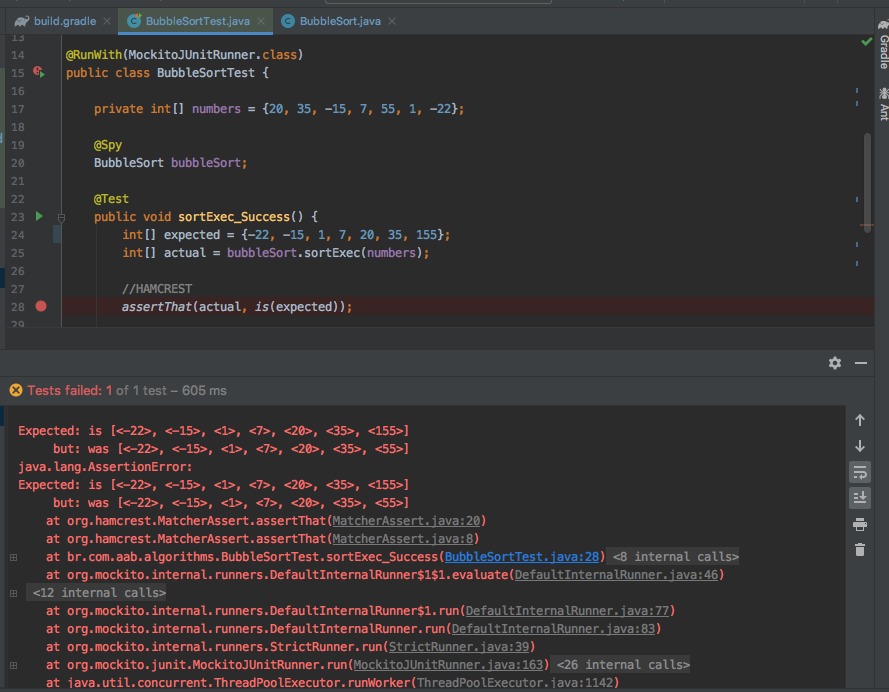 build.gradle
BubbleSortTest.java
BubbleSort.java
13
14 @RunWith(MockitoJUnitRunner.class)
15 public class BubbleSortTest {
16
17 private int[] numbers = {20, 35, -15, 7, 55, 1, -22};
18
19 @Spy
20 BubbleSort bubbleSort;
21
22 @Test
23 public void sortExec_Success() {
24 int[] expected = {-22, -15, 1, 7, 20, 35, 155};
25 int[] actual = bubbleSort.sortExec(numbers);
26
27 //HAMCREST
28 assertThat(actual, is(expected));
29
Gradle
Ant
Tests failed: 1 of 1 test – 605 ms
Expected: is [<-22>, <-15>, <1>, <7>, <20>, <35>, <155>]
but: was [<-22>, <-15>, <1>, <7>, <20>, <35>, <55>]
java.lang.AssertionError:
Expected: is [<-22>, <-15>, <1>, <7>, <20>, <35>, <155>]
but: was [<-22>, <-15>, <1>, <7>, <20>, <35>, <55>]
at org.hamcrest.MatcherAssert.assertThat(MatcherAssert.java:20)
at org.hamcrest.MatcherAssert.assertThat(MatcherAssert.java:8)
at br.com.aab.algorithms.BubbleSortTest.sortExec_Success(BubbleSortTest.java:28) <8 internal calls>
at org.mockito.internal.runners.DefaultInternalRunner$1$1.evaluate(DefaultInternalRunner.java:46)
<12 internal calls>
at org.mockito.internal.runners.DefaultInternalRunner$1.run(DefaultInternalRunner.java:77)
at org.mockito.internal.runners.DefaultInternalRunner.run(DefaultInternalRunner.java:83)
at org.mockito.internal.runners.StrictRunner.run(StrictRunner.java:39)
at org.mockito.junit.MockitoJUnitRunner.run(MockitoJUnitRunner.java:163) <26 internal calls>
at java.util.concurrent.ThreadPoolExecutor.runWorker(ThreadPoolExecutor.java:1142)